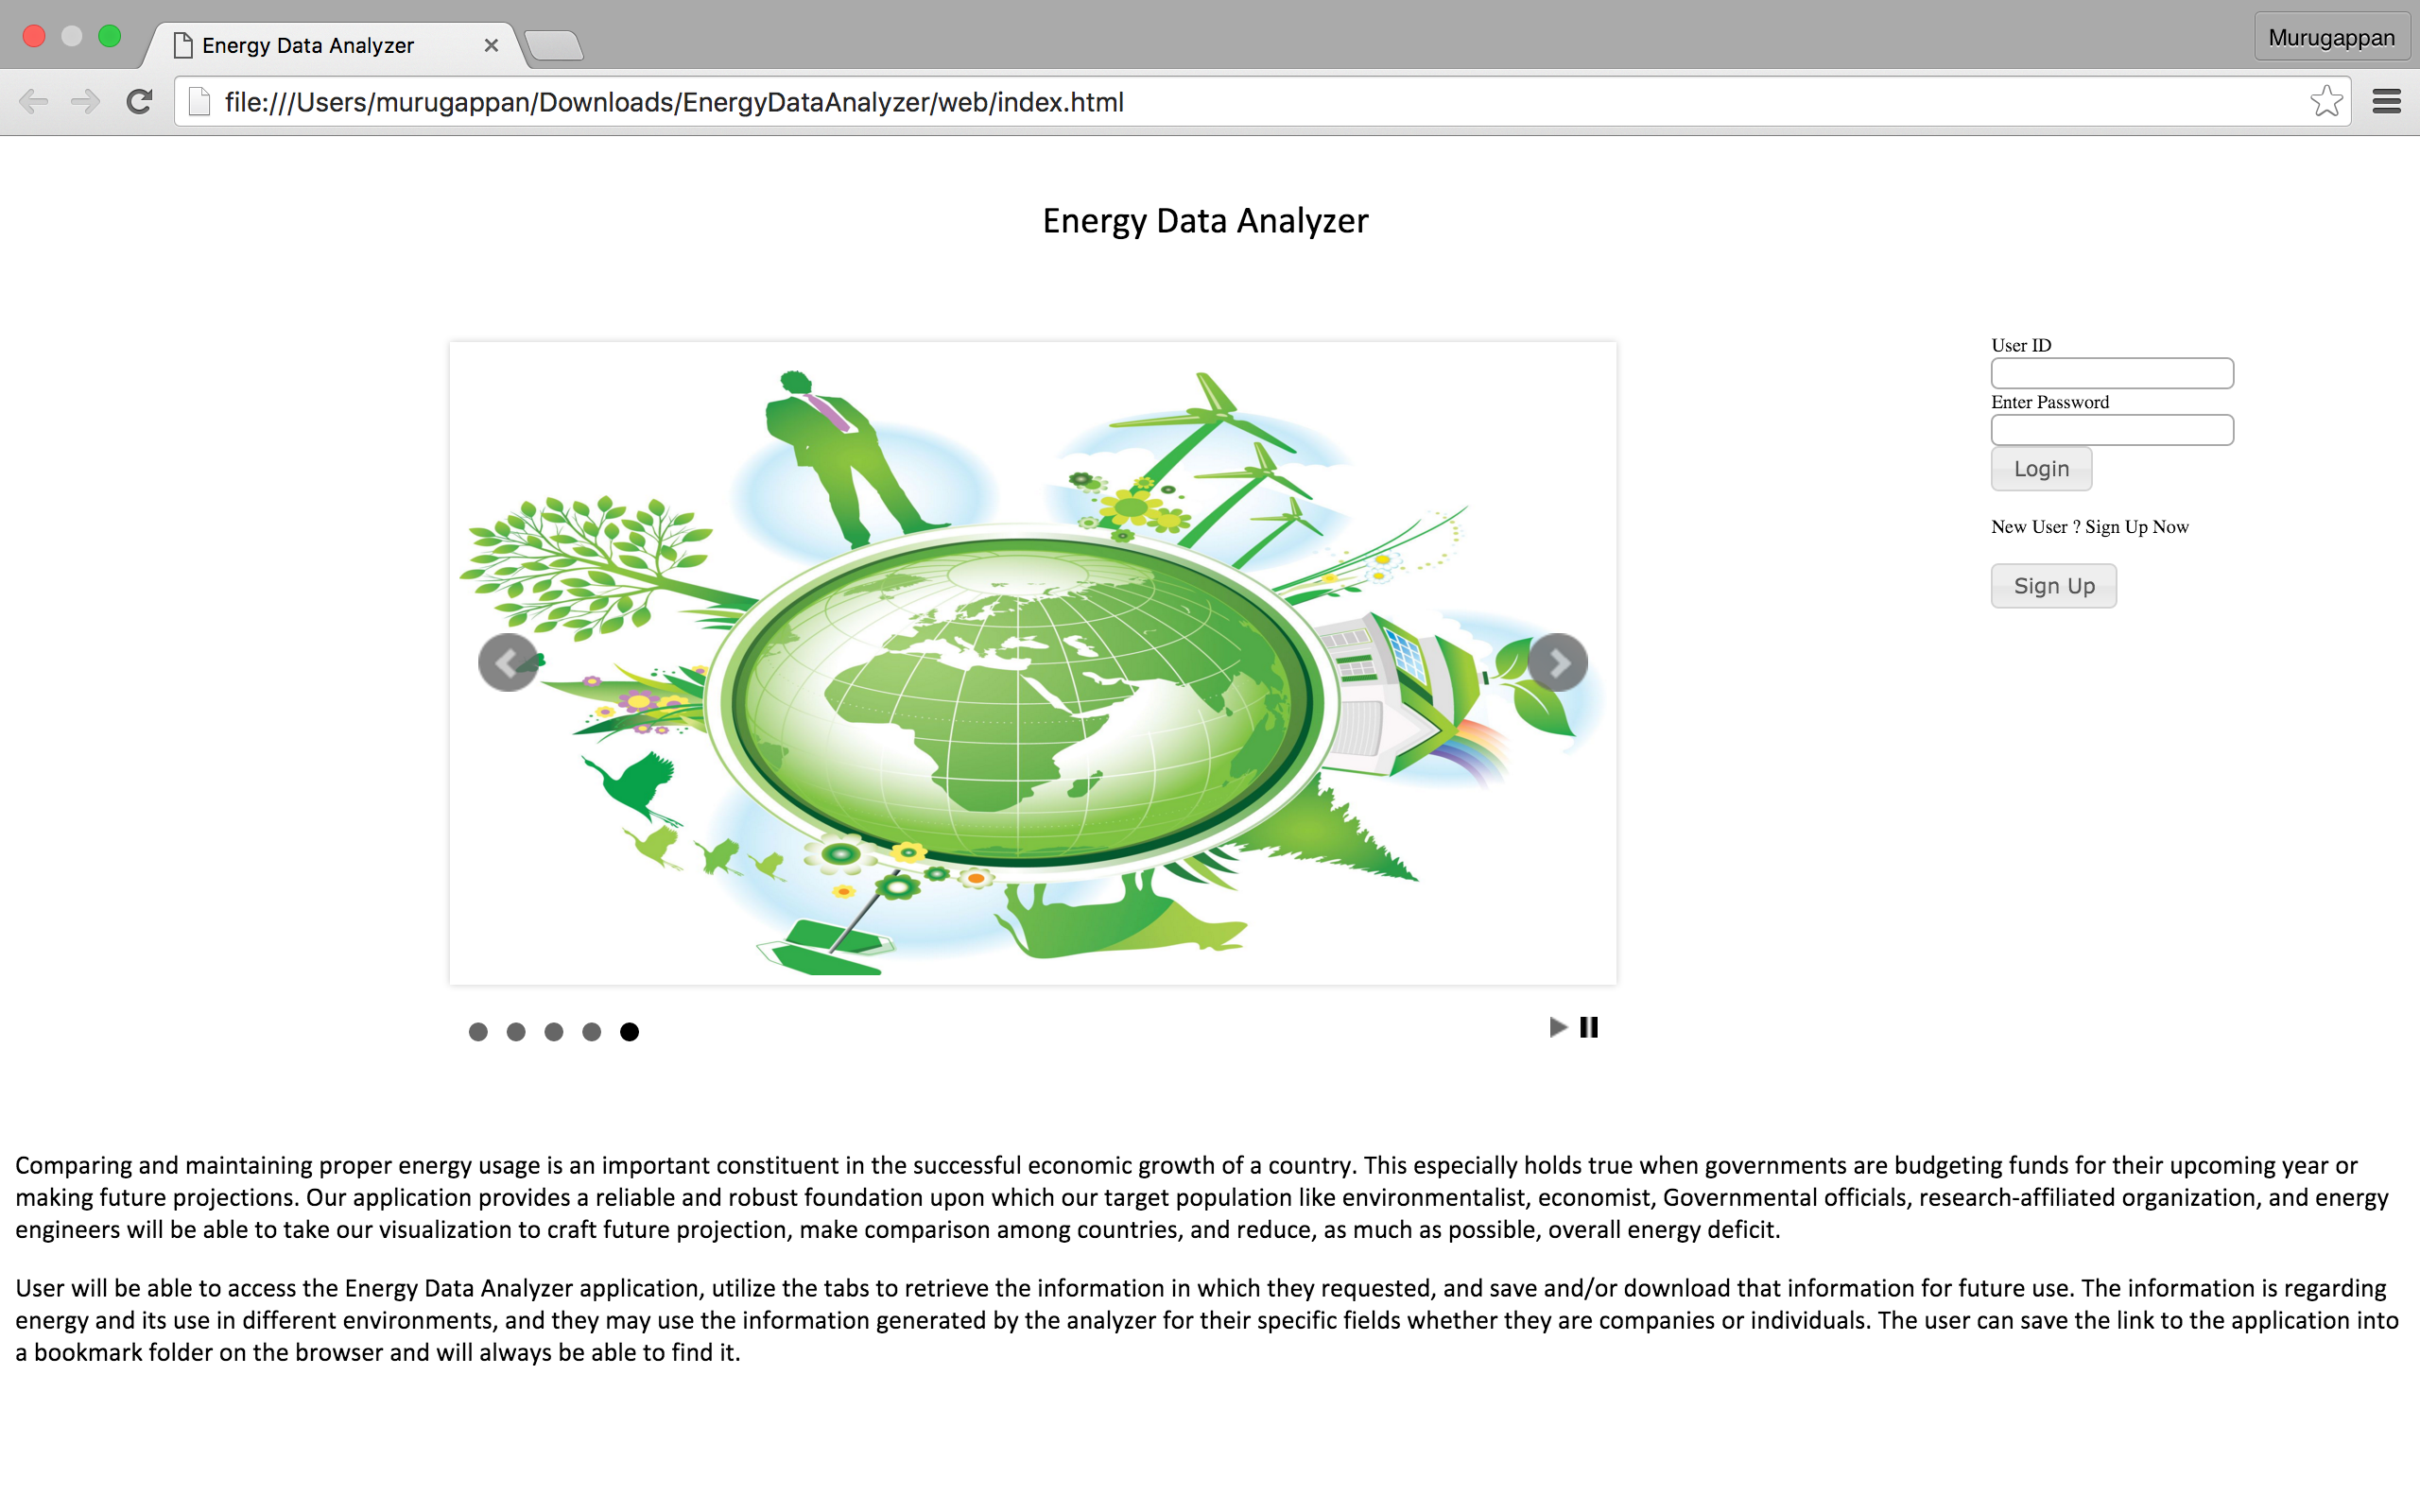 Energy Data Analyzer
Murugappan
file:///Users/murugappan/Downloads/EnergyDataAnalyzer/web/index.html
Energy Data Analyzer
User ID
Enter Password
Login
New User ? Sign Up Now
Sign Up
Comparing and maintaining proper energy usage is an important constituent in the successful economic growth of a country. This especially holds true when governments are budgeting funds for their upcoming year or
making future projections. Our application provides a reliable and robust foundation upon which our target population like environmentalist, economist, Governmental officials, research-affiliated organization, and energy
engineers will be able to take our visualization to craft future projection, make comparison among countries, and reduce, as much as possible, overall energy deficit.
User will be able to access the Energy Data Analyzer application, utilize the tabs to retrieve the information in which they requested, and save and/or download that information for future use. The information is regarding
energy and its use in different environments, and they may use the information generated by the analyzer for their specific fields whether they are companies or individuals. The user can save the link to the application into
a bookmark folder on the browser and will always be able to find it.